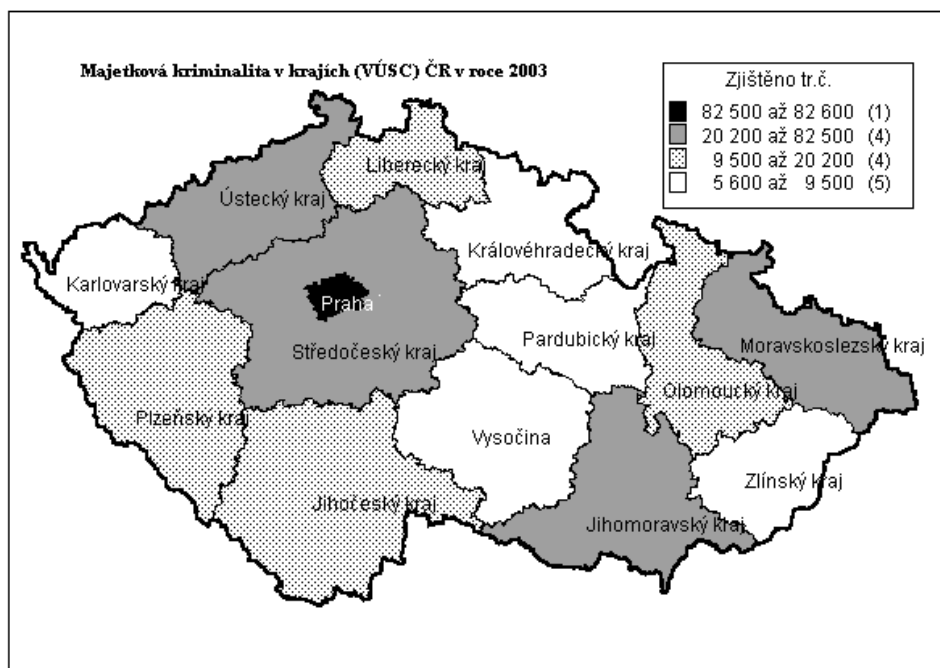 Majetková kriminalita v krajích (VÚSC) ČR v roce 2003
Zjištěno tr.č.
82 500 až 82 600 (1)
20 200 až 82 500 (4)
9 500 až 20 200 (4)
5 600 až 9 500 (5)
Liberecký kraj
Ústecký kraj
Královéhradecký kraj
Karlovarský kraj
Praha
Pardubický kraj
Moravskoslezský kraj
Středočeský kraj
Olomoucký kraj
Plzeňský kraj
Vysočina
Zlínský kraj
Jihočeský kraj
Jihomoravský kraj